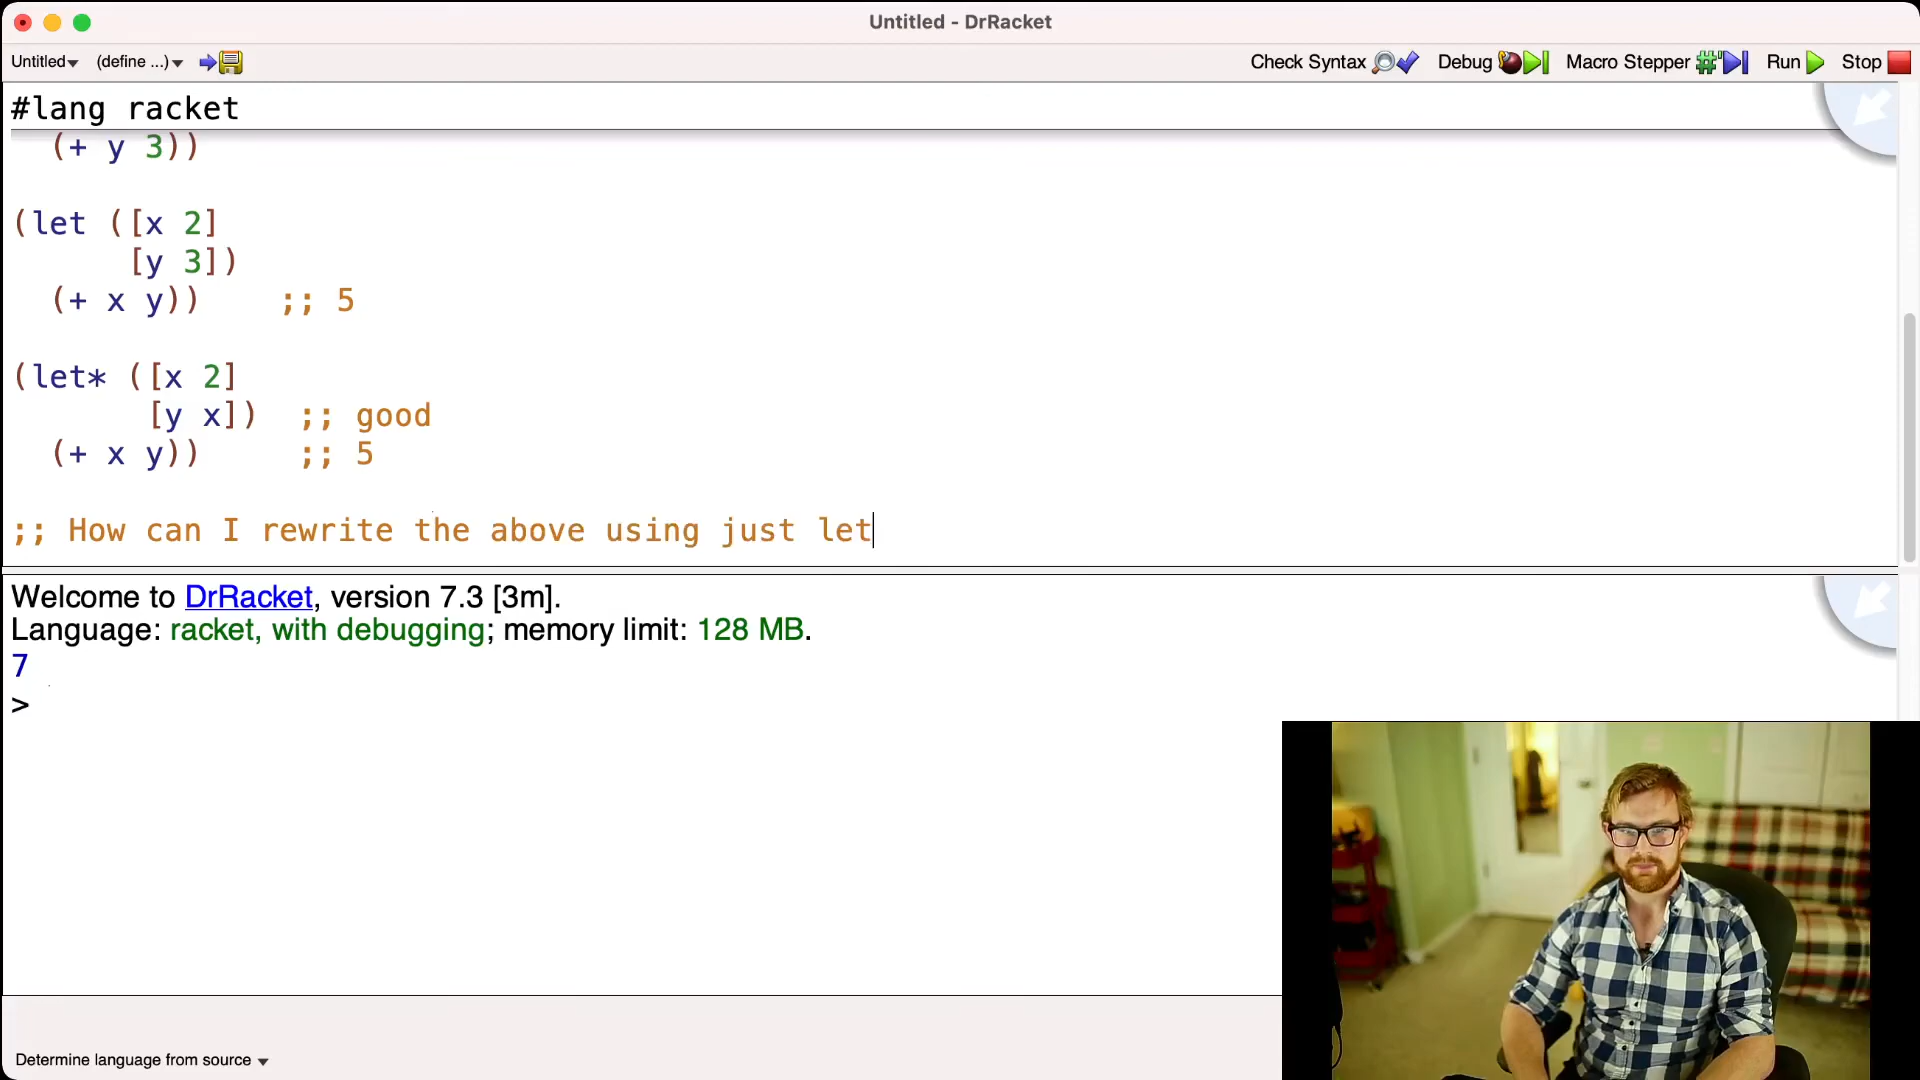 Untitled - DrRacket
Untitled (define ...)
Check Syntax Debug Macro Stepper Run Stop
#lang racket
(+ y 3))
(let ([x 2]
[y 3])
(+ x y)) ;; 5
(let* ([x 2]
[y x]) ;; good
(+ x y)) ;; 5
;; How can I rewrite the above using just let
Welcome to DrRacket, version 7.3 [3m].
Language: racket, with debugging; memory limit: 128 MB.
7
>
Determine language from source